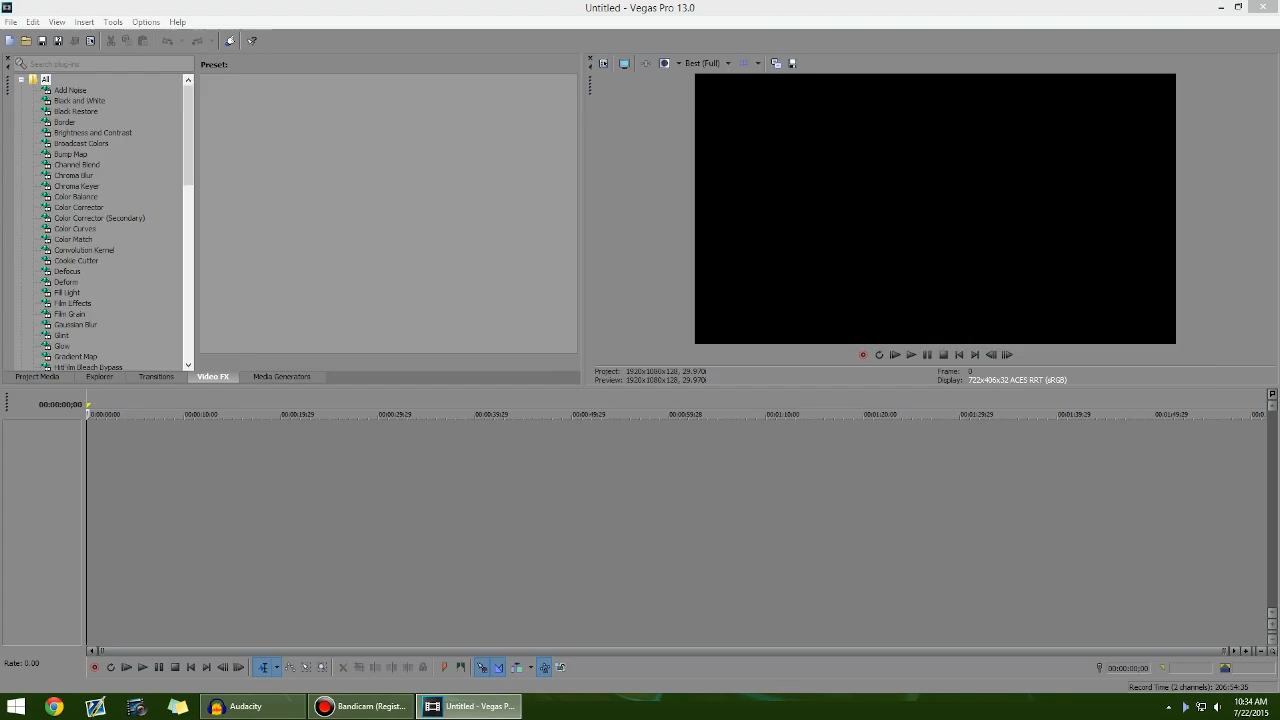 Untitled - Vegas Pro 13.0
File Edit View Insert Tools Options Help
Search plug-ins
Preset:
Best (Full)
All
Add Noise
Black and White
Black Restore
Border
Brightness and Contrast
Broadcast Colors
Bump Map
Channel Blend
Chroma Blur
Chroma Keyer
Color Balance
Color Corrector
Color Corrector (Secondary)
Color Curves
Color Match
Convolution Kernel
Cookie Cutter
Defocus
Deform
Fill Light
Film Effects
Film Grain
Gaussian Blur
Glint
Glow
Gradient Map
HitFilm Bleach Bypass
Project Media Explorer Transitions Video FX Media Generators
Project: 1920x1080x128, 29.970i
Preview: 1920x1080x128, 29.970i
Frame: 0
Display: 722x406x32 ACES RRT (sRGB)
00:00:00;00
00:00:00;00 00:00:10;00 00:00:19;29 00:00:29;29 00:00:39;29 00:00:49;29 00:00:59;28 00:01:10;00 00:01:20;00 00:01:29;29 00:01:39;29 00:01:49;29 00:0
Rate: 0.00
00:00:00;00
Record Time (2 channels): 206:54:35
Audacity
Bandicam (Regist...
Untitled - Vegas P...
10:34 AM
7/22/2015